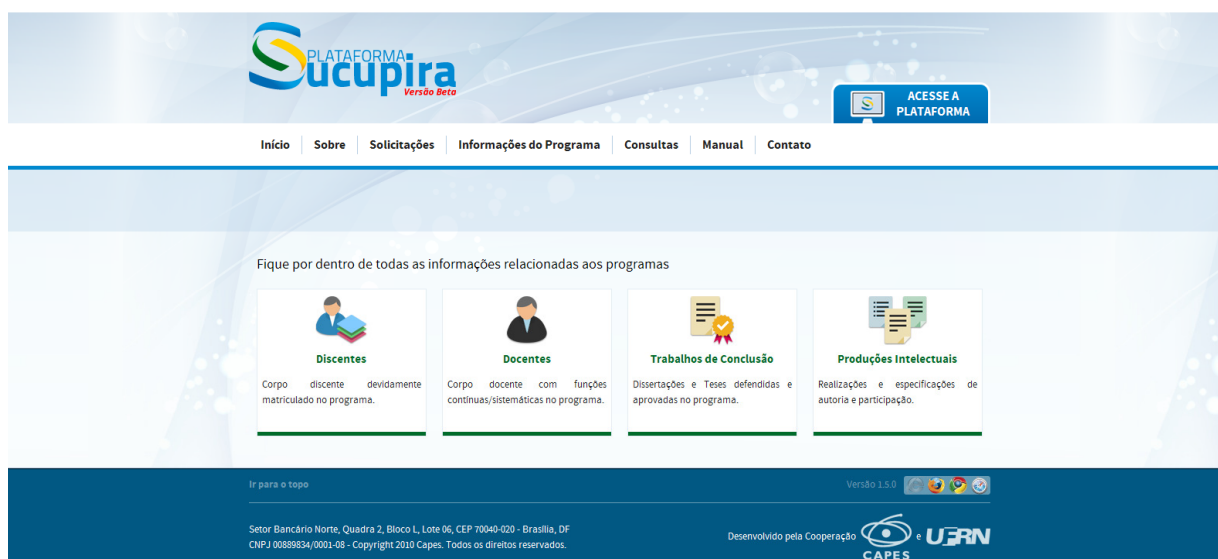 PLATAFORMA
Sucupira
Versão Beta
ACESSE A
PLATAFORMA
Início Sobre Solicitações Informações do Programa Consultas Manual Contato
Fique por dentro de todas as informações relacionadas aos programas
Discentes
Corpo discente devidamente
matriculado no programa.
Docentes
Corpo docente com funções
contínuas/sistemáticas no programa.
Trabalhos de Conclusão
Dissertações e Teses defendidas e
aprovadas no programa.
Produções Intelectuais
Realizações e especificações de
autoria e participação.
Ir para o topo
Versão 1.5.0
Setor Bancário Norte, Quadra 2, Bloco L, Lote 06, CEP 70040-020 - Brasília, DF
CNPJ 00889834/0001-08 - Copyright 2010 Capes. Todos os direitos reservados.
Desenvolvido pela Cooperação CAPES e UFRN